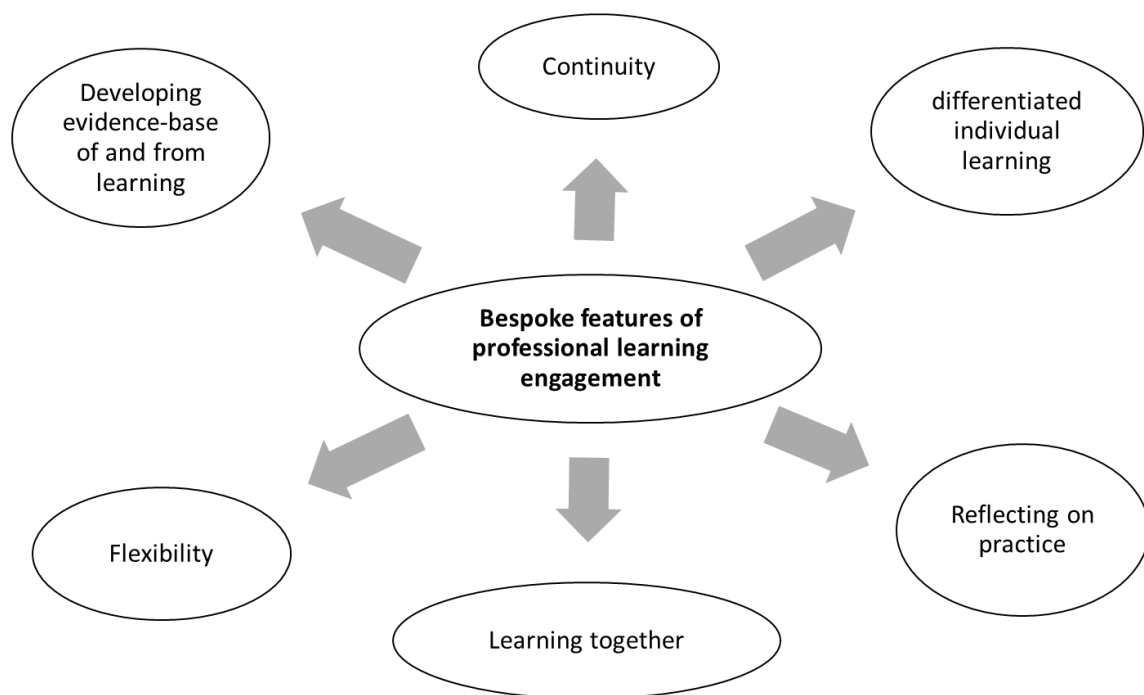 Continuity
Developing
evidence-base
of and from
learning
differentiated
individual
learning
Bespoke features of
professional learning
engagement
Flexibility
Reflecting on
practice
Learning together